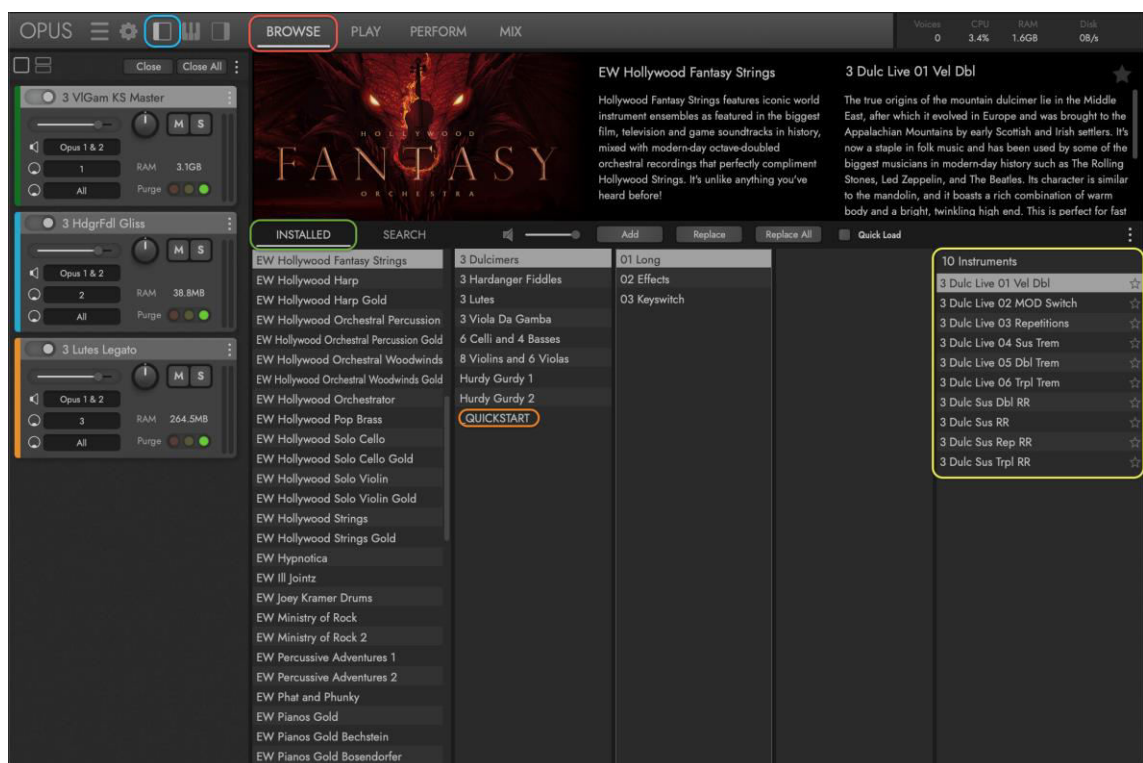 OPUS
BROWSE PLAY PERFORM MIX
Voices CPU RAM Disk
0 3.4% 1.6GB 0B/s
Close Close All
3 VlGam KS Master
M S
Opus 1 & 2
1 RAM 3.1GB
All Purge
3 HdgrFdl Gliss
M S
Opus 1 & 2
2 RAM 38.8MB
All Purge
3 Lutes Legato
M S
Opus 1 & 2
3 RAM 264.5MB
All Purge
HOLLYWOOD
FANTASY
ORCHESTRA
EW Hollywood Fantasy Strings
Hollywood Fantasy Strings features iconic world
instrument ensembles as featured in the biggest
film, television and game soundtracks in history,
mixed with modern-day octave-doubled
orchestral recordings that perfectly compliment
Hollywood Strings. It's unlike anything you've
heard before!
3 Dulc Live 01 Vel Dbl
The true origins of the mountain dulcimer lie in the Middle
East, after which it evolved in Europe and was brought to the
Appalachian Mountains by early Scottish and Irish settlers. It's
now a staple in folk music and has been used by some of the
biggest musicians in modern-day history such as The Rolling
Stones, Led Zeppelin, and The Beatles. Its character is similar
to the mandolin, and it boasts a rich combination of warm
body and a bright, twinkling high end. This is perfect for fast
INSTALLED SEARCH Add Replace Replace All Quick Load
EW Hollywood Fantasy Strings
EW Hollywood Harp
EW Hollywood Harp Gold
EW Hollywood Orchestral Percussion
EW Hollywood Orchestral Percussion Gold
EW Hollywood Orchestral Woodwinds
EW Hollywood Orchestral Woodwinds Gold
EW Hollywood Orchestrator
EW Hollywood Pop Brass
EW Hollywood Solo Cello
EW Hollywood Solo Cello Gold
EW Hollywood Solo Violin
EW Hollywood Solo Violin Gold
EW Hollywood Strings
EW Hollywood Strings Gold
EW Hypnotica
EW Ill Jointz
EW Joey Kramer Drums
EW Ministry of Rock
EW Ministry of Rock 2
EW Percussive Adventures 1
EW Percussive Adventures 2
EW Phat and Phunky
EW Pianos Gold
EW Pianos Gold Bechstein
EW Pianos Gold Bosendorfer
3 Dulcimers
3 Hardanger Fiddles
3 Lutes
3 Viola Da Gamba
6 Celli and 4 Basses
8 Violins and 6 Violas
Hurdy Gurdy 1
Hurdy Gurdy 2
QUICKSTART
01 Long
02 Effects
03 Keyswitch
10 Instruments
3 Dulc Live 01 Vel Dbl
3 Dulc Live 02 MOD Switch
3 Dulc Live 03 Repetitions
3 Dulc Live 04 Sus Trem
3 Dulc Live 05 Dbl Trem
3 Dulc Live 06 Trpl Trem
3 Dulc Sus Dbl RR
3 Dulc Sus RR
3 Dulc Sus Rep RR
3 Dulc Sus Trpl RR